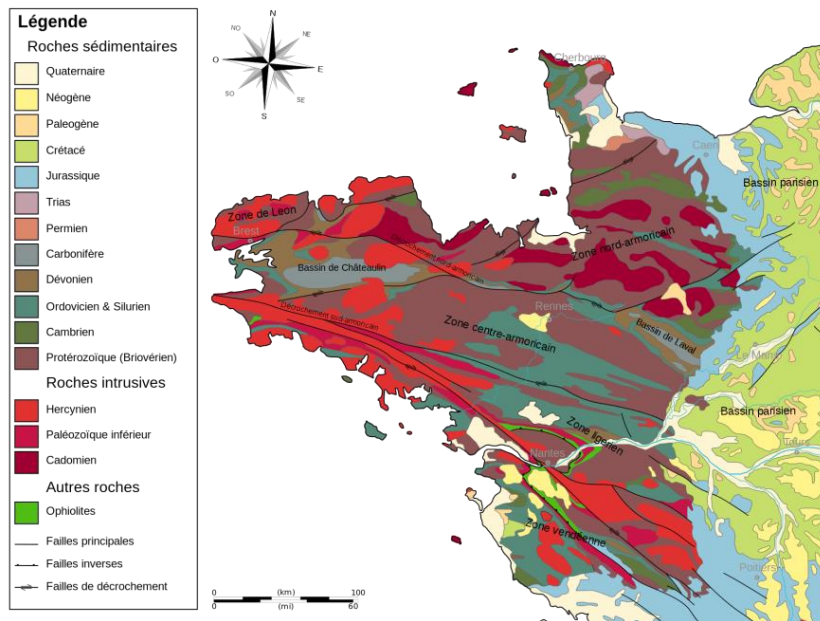 Légende
Roches sédimentaires
Quaternaire
Néogène
Paleogène
Crétacé
Jurassique
Trias
Permien
Carbonifère
Dévonien
Ordovicien & Silurien
Cambrien
Protérozoïque (Briovérien)
Roches intrusives
Hercynien
Paléozoïque inférieur
Cadomien
Autres roches
Ophiolites
Failles principales
Failles inverses
Failles de décrochement
N
NO
NE
O
E
SO
SE
S
Cherbourg
Caen
Bassin parisien
Zone de Léon
Brest
Zone nord-armoricain
Décrochement nord-armoricain
Bassin de Châteaulin
Décrochement sud-armoricain
Rennes
Zone centre-armoricain
Bassin de Laval
Le Mans
Bassin parisien
Zone ligérien
Tours
Nantes
Zone vendéenne
Poitiers
0 (km) 100
0 (mi) 60